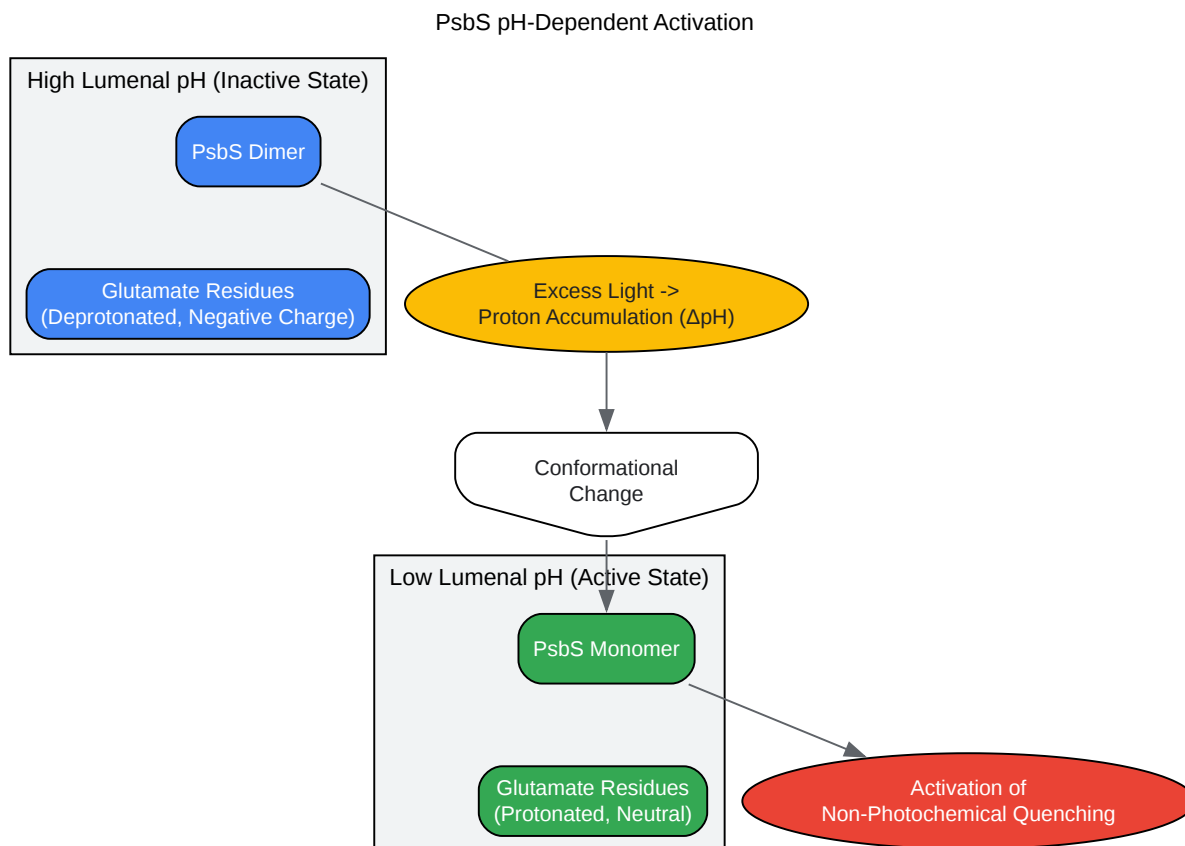 PsbS pH-Dependent Activation
High Lumenal pH (Inactive State)
PsbS Dimer
Glutamate Residues
(Deprotonated, Negative Charge)
Excess Light ->
Proton Accumulation (ΔpH)
Conformational
Change
Low Lumenal pH (Active State)
PsbS Monomer
Glutamate Residues
(Protonated, Neutral)
Activation of
Non-Photochemical Quenching